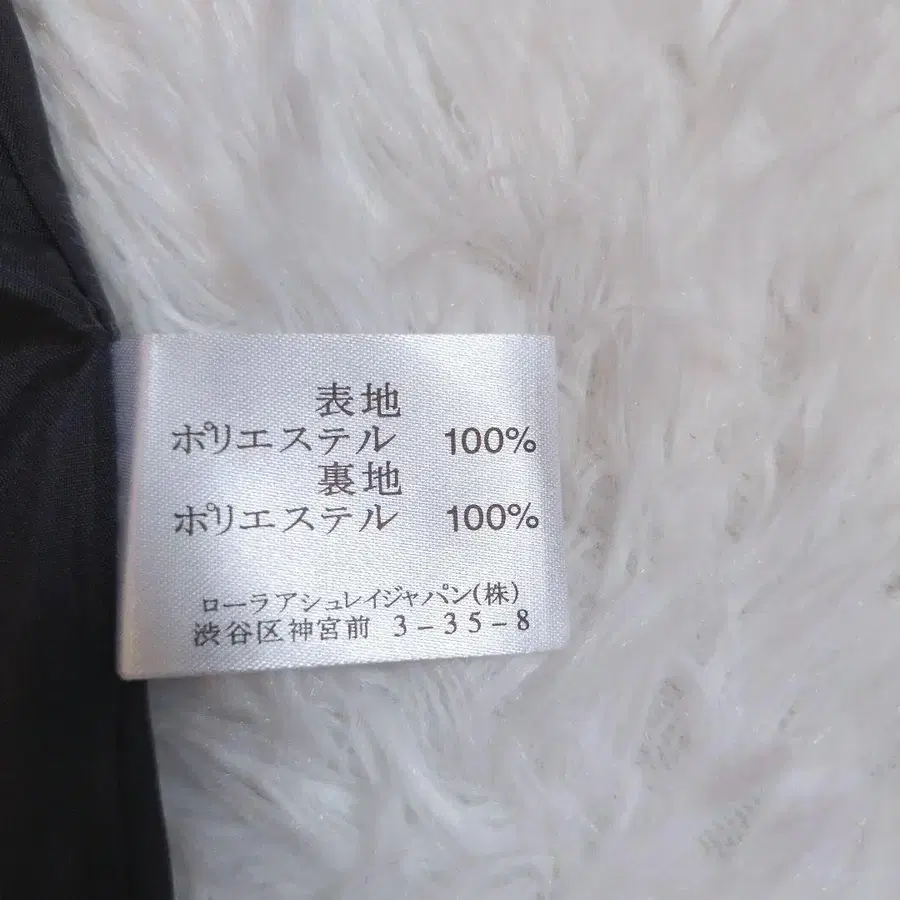 表地
ポリエステル 100%
裏地
ポリエステル 100%
ローラアシュレイジャパン(株)
渋谷区神宮前 3-35-8